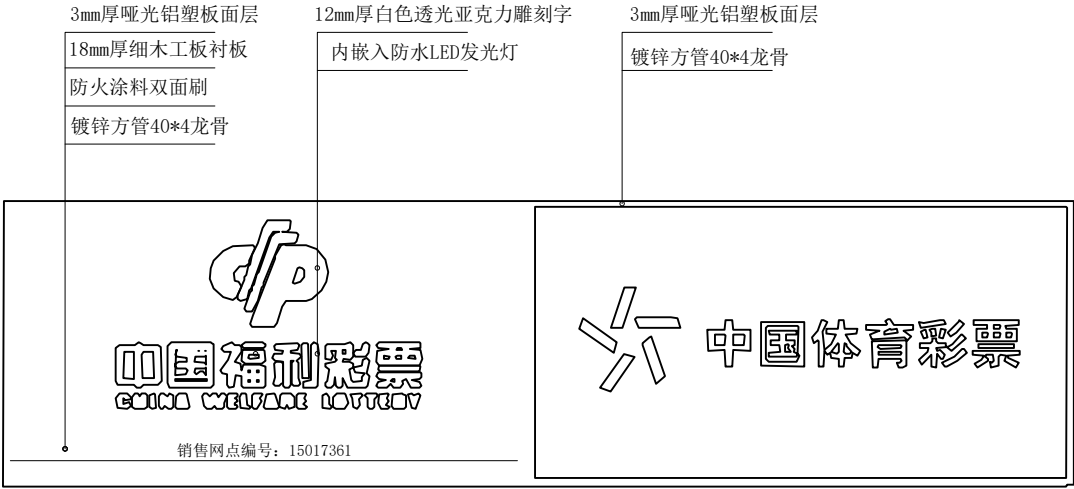 3mm厚哑光铝塑板面层
18mm厚细木工板衬板
防火涂料双面刷
镀锌方管40*4龙骨
12mm厚白色透光亚克力雕刻字
内嵌入防水LED发光灯
3mm厚哑光铝塑板面层
镀锌方管40*4龙骨
中国福利彩票
CHINA WELFARE LOTTERY
销售网点编号：15017361
中国体育彩票